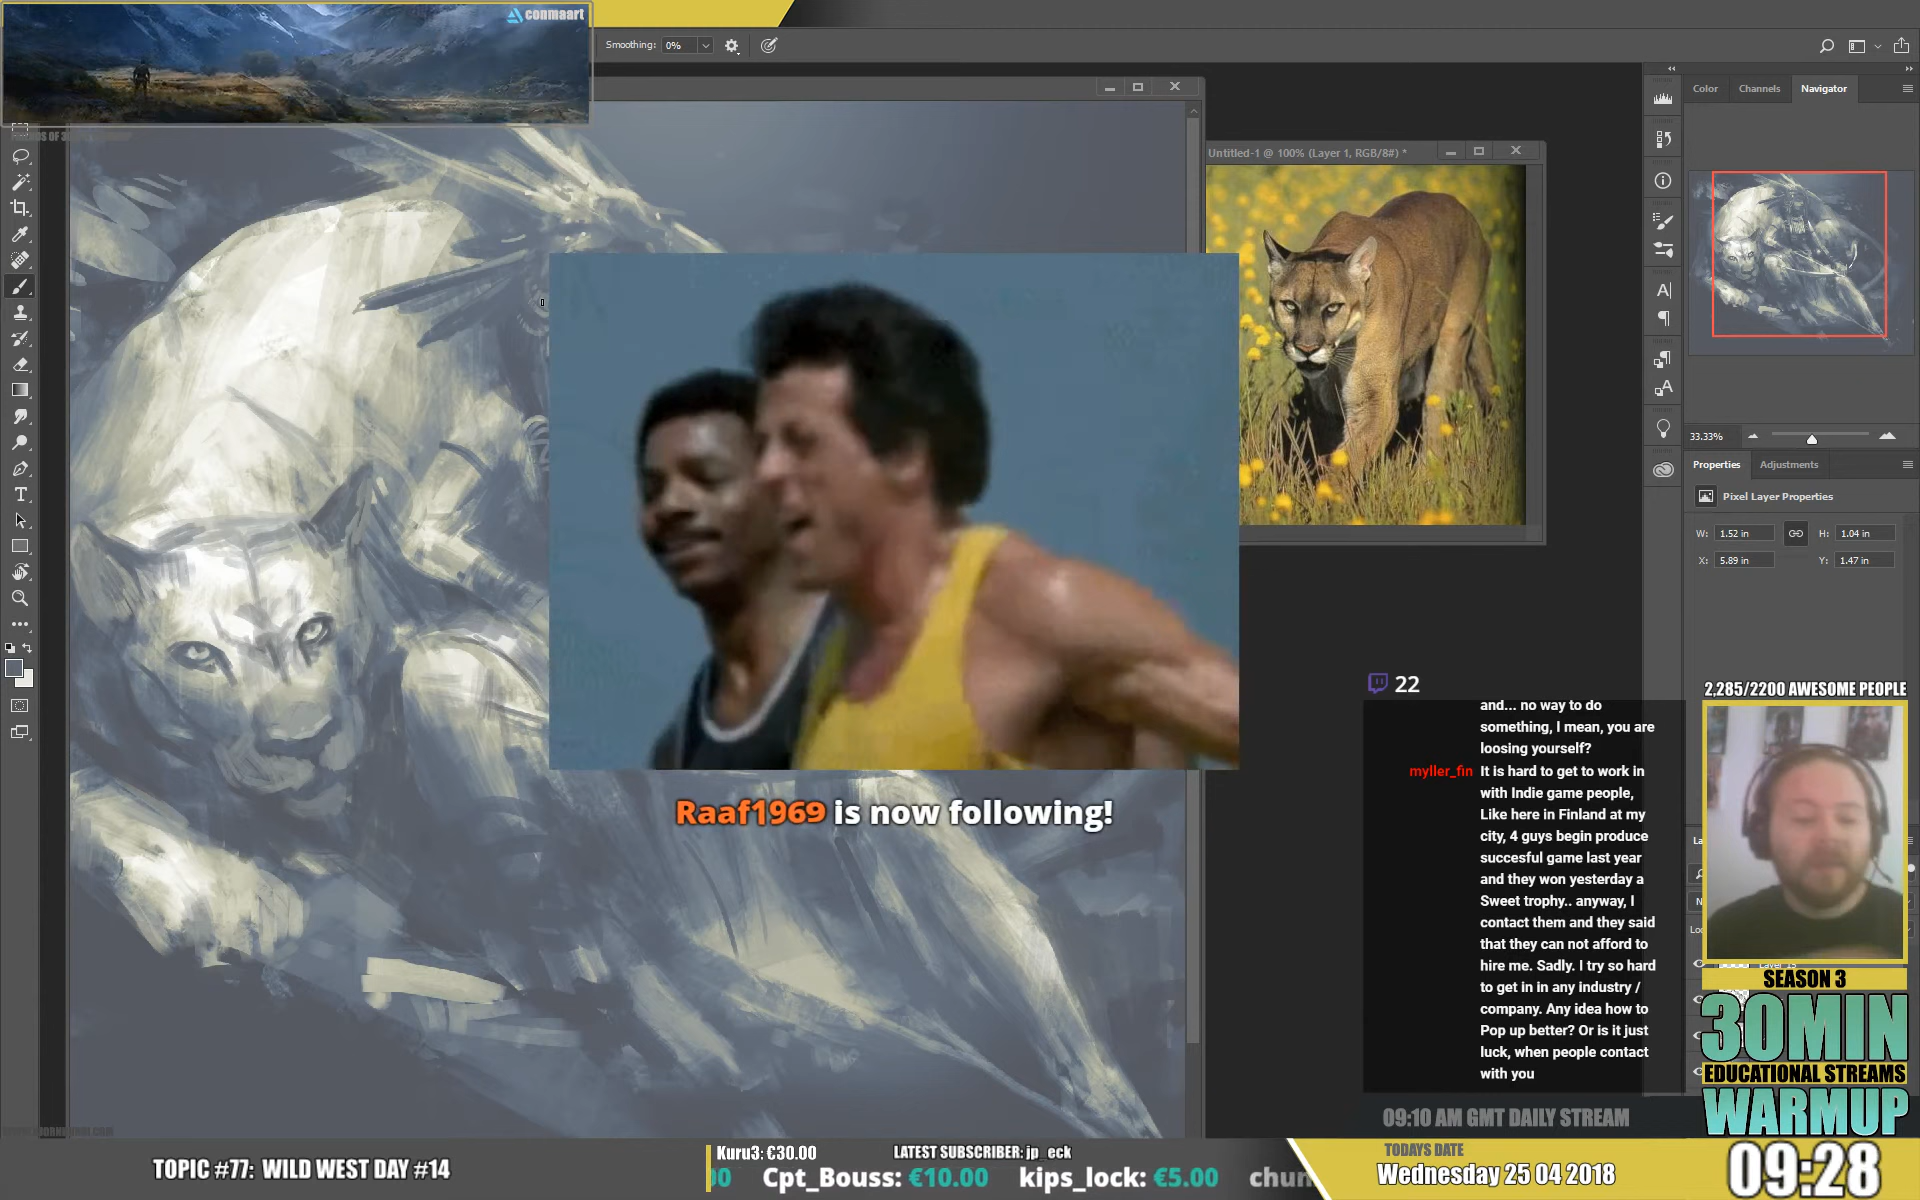 conmaart
Smoothing: 0%
Untitled-1 @ 100% (Layer 1, RGB/8#) *
Color
Channels
Navigator
33.33%
Properties
Adjustments
Pixel Layer Properties
W: 1.52 in
H: 1.04 in
X: 5.89 in
Y: 1.47 in
Raaf1969 is now following!
22
and... no way to do
something, I mean, you are
loosing yourself?
myller_fin It is hard to get to work in
with Indie game people,
Like here in Finland at my
city, 4 guys begin produce
succesful game last year
and they won yesterday a
Sweet trophy.. anyway, I
contact them and they said
that they can not afford to
hire me. Sadly. I try so hard
to get in in any industry /
company. Any idea how to
Pop up better? Or is it just
luck, when people contact
with you
2,285/2200 AWESOME PEOPLE
SEASON 3
30MIN
EDUCATIONAL STREAMS
WARMUP
09:10 AM GMT DAILY STREAM
TOPIC #77: WILD WEST DAY #14
Kuru3: €30.00
LATEST SUBSCRIBER: jp_eck
Cpt_Bouss: €10.00 kips_lock: €5.00 chun
TODAYS DATE
Wednesday 25 04 2018
09:28